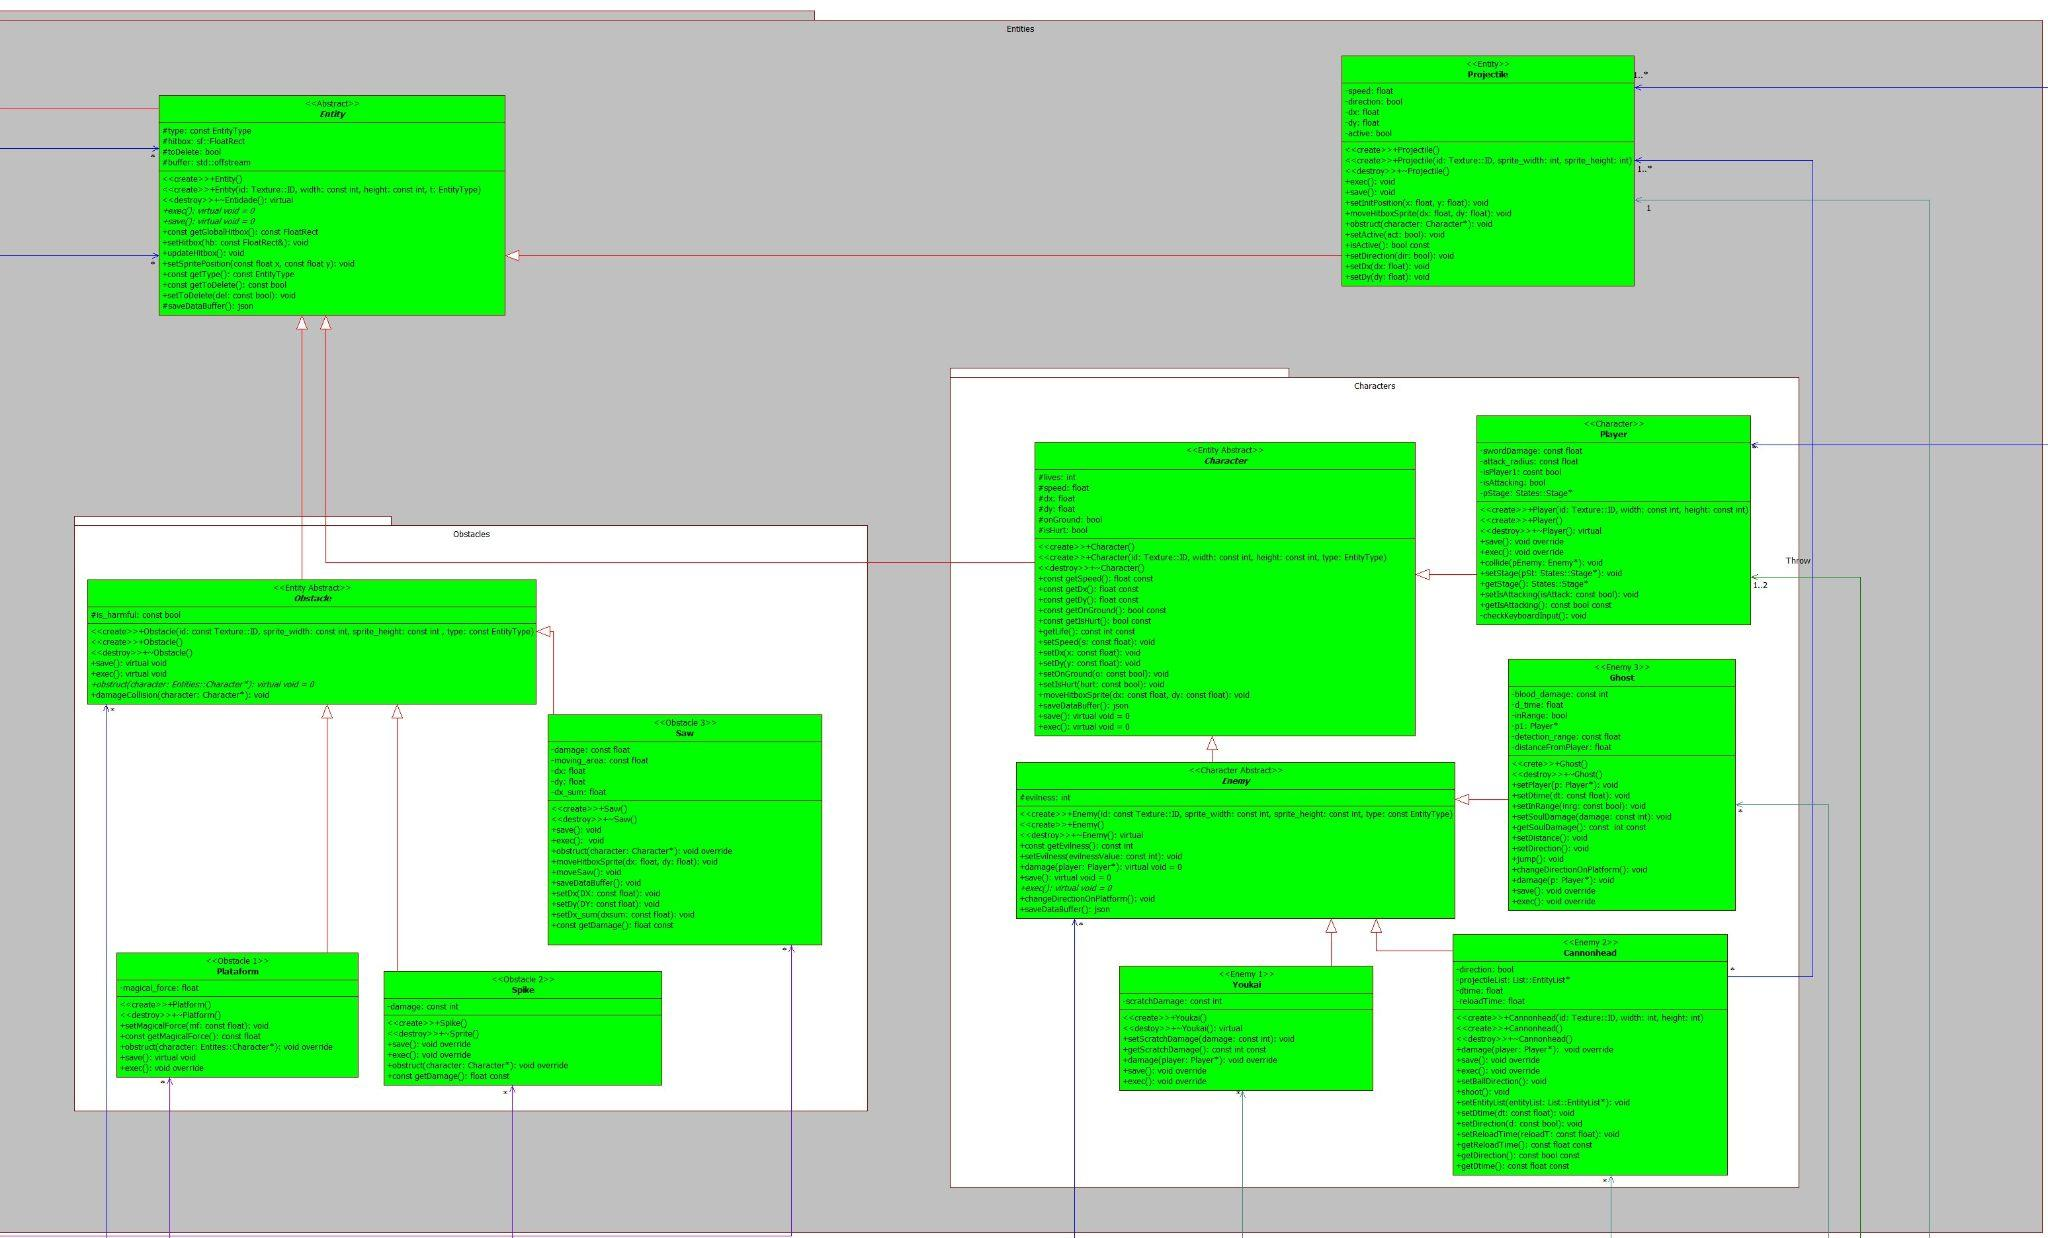 Entities
<<Abstract>>
Entity
#type: const EntityType
#hitbox: sf::FloatRect
#toDelete: bool
#buffer: std::offstream
<<create>>+Entity()
<<create>>+Entity(id: Texture::ID, width: const int, height: const int, t: EntityType)
<<destroy>>+~Entidade(): virtual
+exec(): virtual void = 0
+save(): virtual void = 0
+const getGlobalHitbox(): const FloatRect
+setHitbox(hb: const FloatRect&): void
+updateHitbox(): void
+setSpritePosition(const float x, const float y): void
+const getType(): const EntityType
+const getToDelete(): const bool
+setToDelete(del: const bool): void
#saveDataBuffer(): json
*
*
<<Entity>>
Projectile
-speed: float
-direction: bool
-dx: float
-dy: float
-active: bool
<<create>>+Projectile()
<<create>>+Projectile(id: Texture::ID, sprite_width: int, sprite_height: int)
<<destroy>>+~Projectile()
+exec(): void
+save(): void
+setInitPosition(x: float, y: float): void
+moveHitboxSprite(dx: float, dy: float): void
+obstruct(character: Character*): void
+setActive(act: bool): void
+isActive(): bool const
+setDirection(dir: bool): void
+setDx(dx: float): void
+setDy(dy: float): void
1..*
1..*
1
Characters
<<Entity Abstract>>
Character
#lives: int
#speed: float
#dx: float
#dy: float
#onGround: bool
#isHurt: bool
<<create>>+Character()
<<create>>+Character(id: Texture::ID, width: const int, height: const int, type: EntityType)
<<destroy>>+~Character()
+const getSpeed(): float const
+const getDx(): float const
+const getDy(): float const
+const getOnGround(): bool const
+const getIsHurt(): bool const
+getLife(): const int const
+setSpeed(s: const float): void
+setDx(x: const float): void
+setDy(y: const float): void
+setOnGround(o: const bool): void
+setIsHurt(hurt: const bool): void
+moveHitboxSprite(dx: const float, dy: const float): void
+saveDataBuffer(): json
+save(): virtual void = 0
+exec(): virtual void = 0
<<Character>>
Player
-swordDamage: const float
-attack_radius: const float
-isPlayer1: cosnt bool
-isAttacking: bool
-pStage: States::Stage*
<<create>>+Player(id: Texture::ID, width: const int, height: const int)
<<create>>+Player()
<<destroy>>+~Player(): virtual
+save(): void override
+exec(): void override
+collide(pEnemy: Enemy*): void
+setStage(pSt: States::Stage*): void
+getStage(): States::Stage*
+setIsAttacking(isAttack: const bool): void
+getIsAttacking(): const bool const
-checkKeyboardInput(): void
Throw
1..2
Obstacles
<<Entity Abstract>>
Obstacle
#is_harmful: const bool
<<create>>+Obstacle(id: const Texture::ID, sprite_width: const int, sprite_height: const int , type: const EntityType)
<<create>>+Obstacle()
<<destroy>>+~Obstacle()
+save(): virtual void
+exec(): virtual void
+obstruct(character: Entities::Character*): virtual void = 0
+damageCollision(character: Character*): void
*
<<Obstacle 3>>
Saw
-damage: const float
-moving_area: const float
-dx: float
-dy: float
-dx_sum: float
<<create>>+Saw()
<<destroy>>+~Saw()
+save(): void
+exec():  void
+obstruct(character: Character*): void override
+moveHitboxSprite(dx: float, dy: float): void
+moveSaw(): void
+saveDataBuffer(): void
+setDx(DX: const float): void
+setDy(DY: const float): void
+setDx_sum(dxsum: const float): void
+const getDamage(): float const
*
<<Obstacle 1>>
Plataform
-magical_force: float
<<create>>+Platform()
<<destroy>>+~Platform()
+setMagicalForce(mf: const float): void
+const getMagicalForce(): const float
+obstruct(character: Entites::Character*): void override
+save(): virtual void
+exec(): void override
*
<<Obstacle 2>>
Spike
-damage: const int
<<create>>+Spike()
<<destroy>>+~Sprite()
+save(): void override
+exec(): void override
+obstruct(character: Character*): void override
+const getDamage(): float const
*
<<Enemy 3>>
Ghost
-blood_damage: const int
-d_time: float
-inRange: bool
-p1: Player*
-detection_range: const float
-distanceFromPlayer: float
<<crete>>+Ghost()
<<destroy>>+~Ghost()
+setPlayer(p: Player*): void
+setDtime(dt: const float): void
+setInRange(inrg: const bool): void
+setSoulDamage(damage: const int): void
+getSoulDamage(): const  int const
+setDistance(): void
+setDirection(): void
+jump(): void
+changeDirectionOnPlatform(): void
+damage(p: Player*): void
+save(): void override
+exec(): void override
*
<<Character Abstract>>
Enemy
#evilness: int
<<create>>+Enemy(id: const Texture::ID, sprite_width: const int, sprite_height: const int, type: const EntityType)
<<create>>+Enemy()
<<destroy>>+~Enemy(): virtual
+const getEvilness(): const int
+setEvilness(evilnessValue: const int): void
+damage(player: Player*): virtual void = 0
+save(): virtual void = 0
+exec(): virtual void = 0
+changeDirectionOnPlatform(): void
+saveDataBuffer(): json
*
<<Enemy 1>>
Youkai
-scratchDamage: const int
<<create>>+Youkai()
<<destoy>>+~Youkai(): virtual
+setScratchDamage(damage: const int): void
+getScratchDamage(): const int const
+damage(player: Player*): void override
+save(): void override
+exec(): void override
*
<<Enemy 2>>
Cannonhead
-direction: bool
-projectileList: List::EntityList*
-dtime: float
-reloadTime: float
<<create>>+Cannonhead(id: Texture::ID, width: int, height: int)
<<create>>+Cannonhead()
<<destroy>>+~Cannonhead()
+damage(player: Player*):  void override
+save(): void override
+exec(): void override
+setBallDirection(): void
+shoot(): void
+setEntityList(entityList: List::EntityList*): void
+setDtime(dt: const float): void
+setDirection(d: const bool): void
+setReloadTime(reloadT: const float): void
+getReloadTime(): const float const
+getDirection(): const bool const
+getDtime(): const float const
*
*